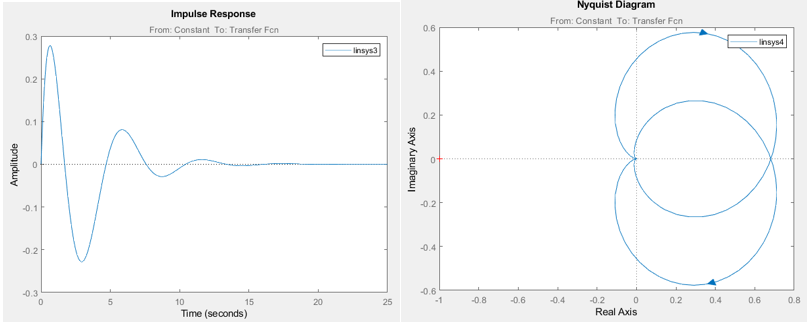 Impulse Response
From: Constant To: Transfer Fcn
linsys3
0.3
0.2
0.1
0
-0.1
-0.2
-0.3
Amplitude
0 5 10 15 20 25
Time (seconds)
Nyquist Diagram
From: Constant To: Transfer Fcn
linsys4
0.6
0.4
0.2
0
-0.2
-0.4
-0.6
Imaginary Axis
-1 -0.8 -0.6 -0.4 -0.2 0 0.2 0.4 0.6 0.8
Real Axis